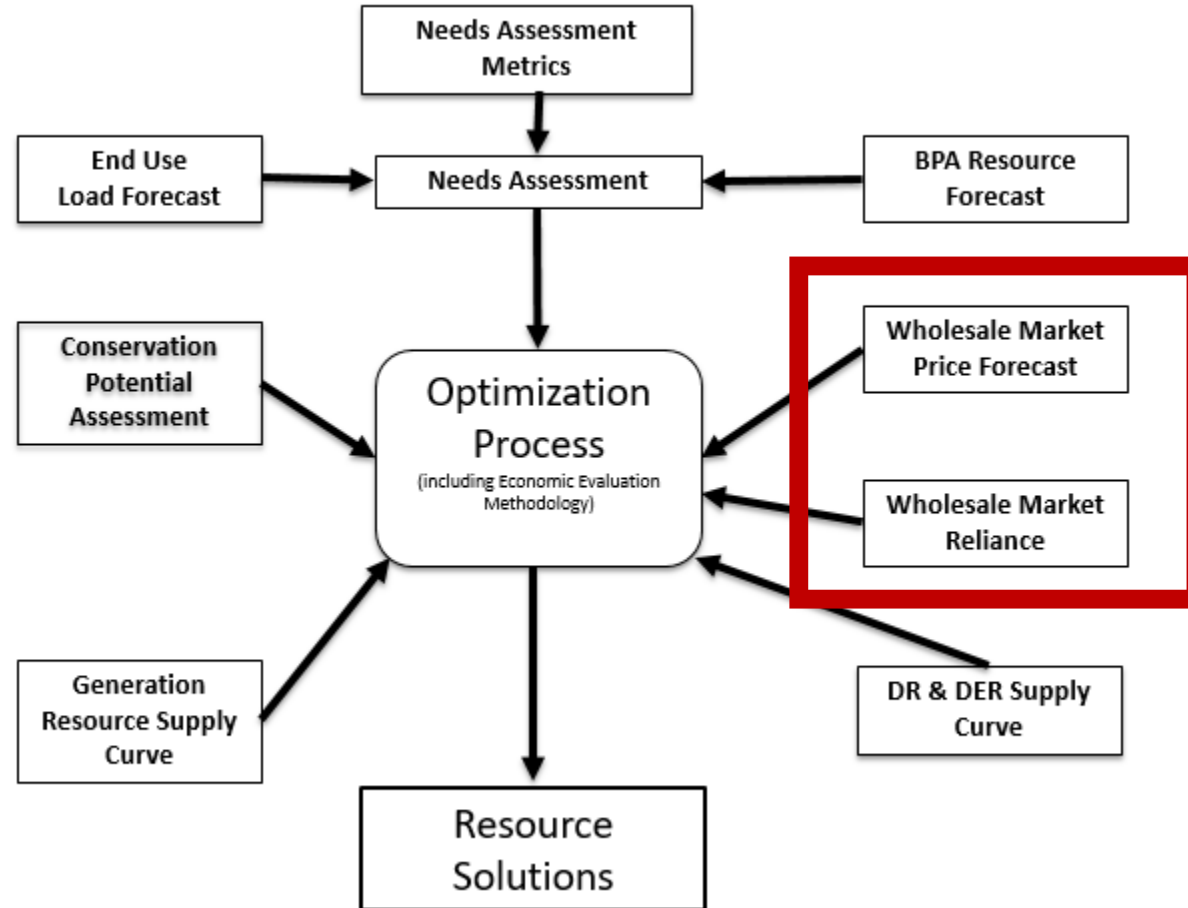 Needs Assessment
Metrics
End Use
Load Forecast
Needs Assessment
BPA Resource
Forecast
Conservation
Potential
Assessment
Optimization
Process
(including Economic Evaluation
Methodology)
Wholesale Market
Price Forecast
Wholesale Market
Reliance
Generation
Resource Supply
Curve
DR & DER Supply
Curve
Resource
Solutions